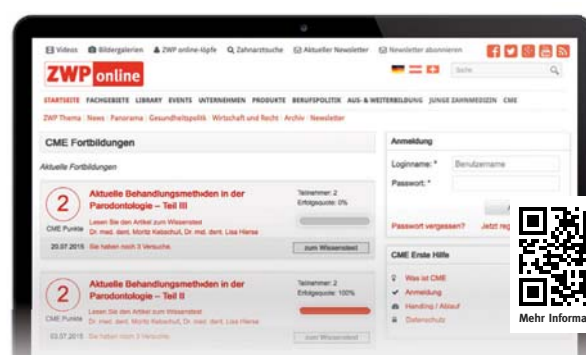 Videos Bildergalerien ZWP online-Köpfe Zahnarztsuche Aktueller Newsletter Newsletter abonnieren
ZWP online
Seite
STARTSEITE FACHGEBIETE LIBRARY EVENTS UNTERNEHMEN PRODUKTE BERUFSPOLITIK AUS- & WEITERBILDUNG JUNGE ZAHNMEDIZIN CME
ZWP Thema News Panorama Gesundheitspolitik Wirtschaft und Recht Archiv Newsletter
CME Fortbildungen
Aktuelle Fortbildungen
2
CME Punkte
Aktuelle Behandlungsmethoden in der
Parodontologie – Teil III
Lesen Sie den Artikel zum Wissenstest
Dr. med. dent. Moritz Kebschull, Dr. med. dent. Lisa Hierse
Teilnehmer: 2
Erfolgsquote: 0%
20.07.2015 Sie haben noch 3 Versuche.
zum Wissenstest
2
CME Punkte
Aktuelle Behandlungsmethoden in der
Parodontologie – Teil II
Lesen Sie den Artikel zum Wissenstest
Dr. med. dent. Moritz Kebschull, Dr. med. dent. Lisa Hierse
Teilnehmer: 2
Erfolgsquote: 100%
03.07.2015 Sie haben noch 3 Versuche.
zum Wissenstest
Anmeldung
Loginname: *
Benutzername
Passwort: *
Passwort vergessen? Jetzt reg
CME Erste Hilfe
Was ist CME
Anmeldung
Handling / Ablauf
Datenschutz
Mehr Informa